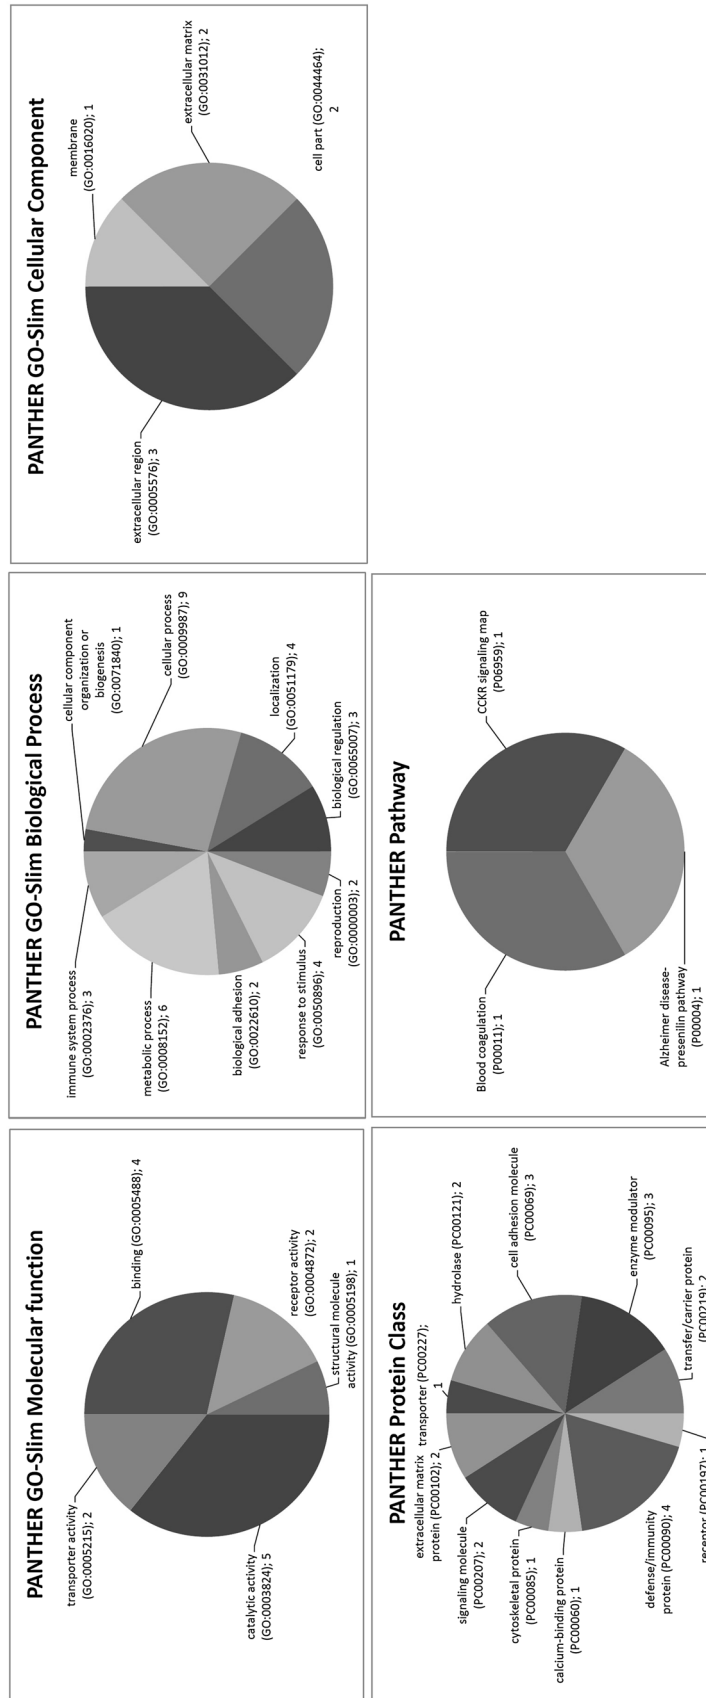 PANTHER GO-Slim Molecular function
transporter activity
(GO:0005215); 2
binding (GO:0005488); 4
receptor activity
(GO:0004872); 2
structural molecule
activity (GO:0005198); 1
catalytic activity
(GO:0003824); 5
PANTHER GO-Slim Biological Process
immune system process
(GO:0002376); 3
cellular component
organization or
biogenesis
(GO:0071840); 1
cellular process
(GO:0009987); 9
localization
(GO:0051179); 4
biological regulation
(GO:0065007); 3
reproduction
(GO:0000003); 2
response to stimulus
(GO:0050896); 4
biological adhesion
(GO:0022610); 2
metabolic process
(GO:0008152); 6
PANTHER GO-Slim Cellular Component
membrane
(GO:0016020); 1
extracellular matrix
(GO:0031012); 2
cell part (GO:0044464);
2
extracellular region
(GO:0005576); 3
PANTHER Protein Class
extracellular matrix
protein (PC00102); 2
transporter (PC00227);
1
hydrolase (PC00121); 2
cell adhesion molecule
(PC00069); 3
enzyme modulator
(PC00095); 3
transfer/carrier protein
(PC00219); 2
receptor (PC00197); 1
defense/immunity
protein (PC00090); 4
calcium-binding protein
(PC00060); 1
cytoskeletal protein
(PC00085); 1
signaling molecule
(PC00207); 2
PANTHER Pathway
Blood coagulation
(P00011); 1
CCKR signaling map
(P06959); 1
Alzheimer disease-
presenilin pathway
(P00004); 1